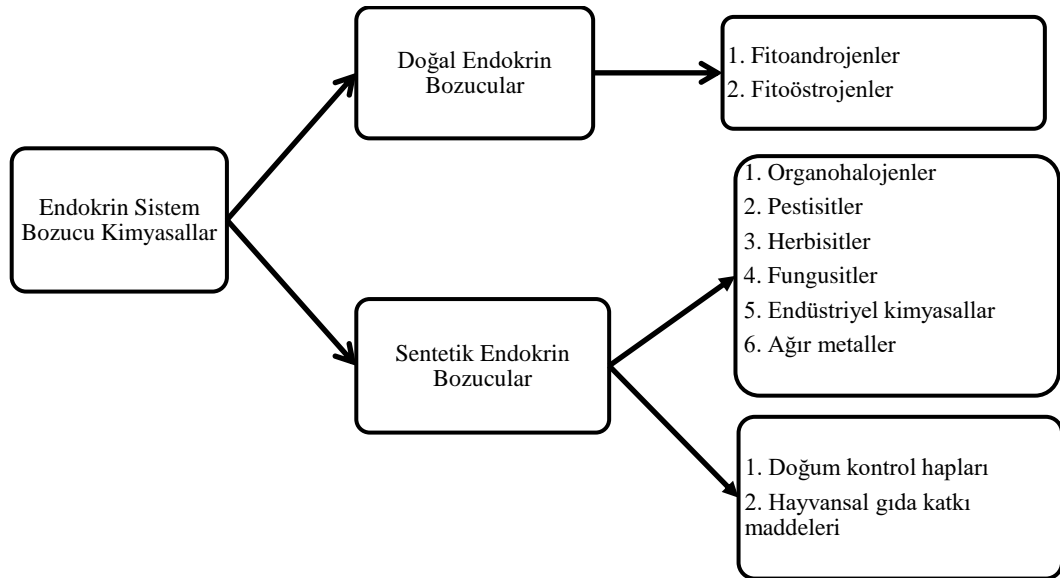 Doğal Endokrin
Bozucular
1. Fitoandrojenler
2. Fitoöstrojenler
Endokrin Sistem
Bozucu Kimyasallar
1. Organohalojenler
2. Pestisitler
3. Herbisitler
4. Fungusitler
5. Endüstriyel kimyasallar
6. Ağır metaller
Sentetik Endokrin
Bozucular
1. Doğum kontrol hapları
2. Hayvansal gıda katkı
maddeleri